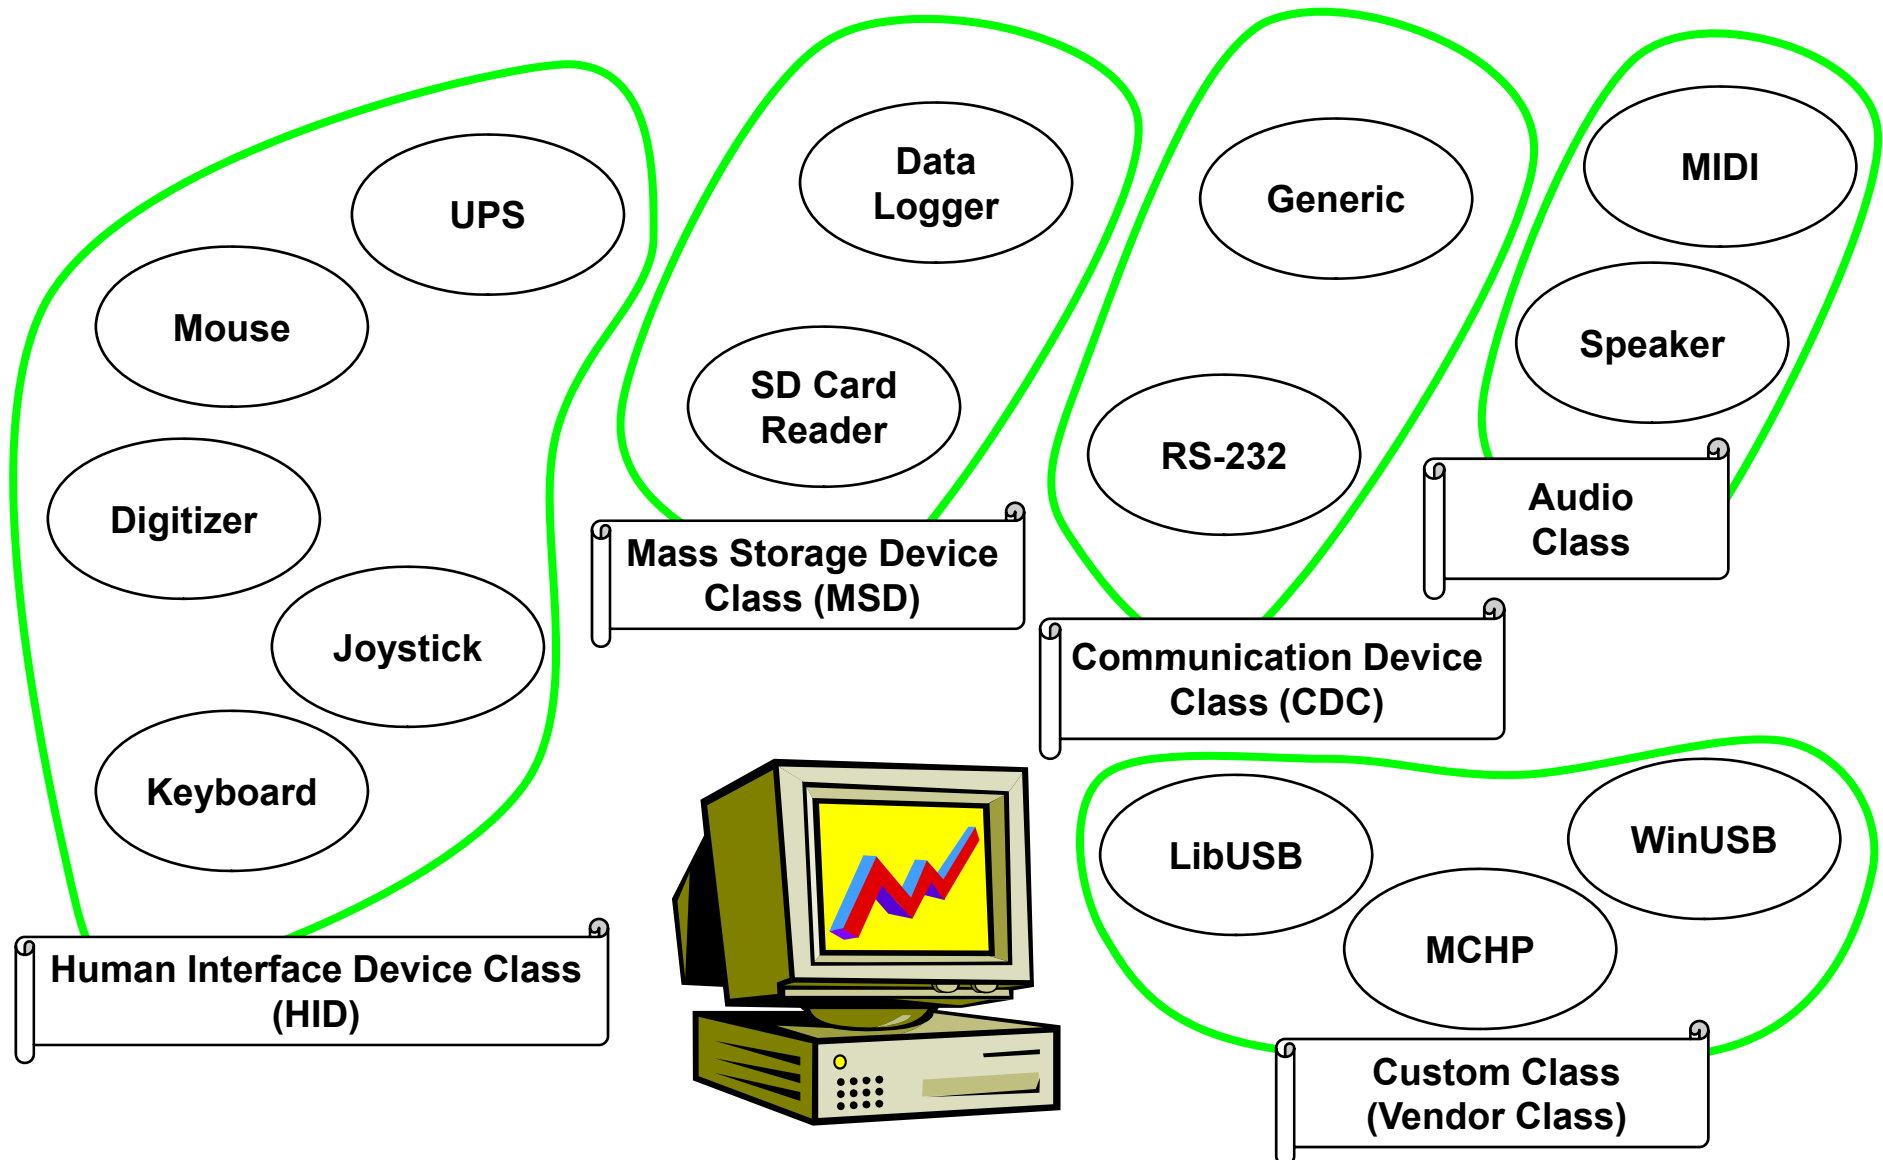 UPS
Mouse
Digitizer
Joystick
Keyboard
Human Interface Device Class
(HID)
Data
Logger
SD Card
Reader
Mass Storage Device
Class (MSD)
Generic
RS-232
Communication Device
Class (CDC)
MIDI
Speaker
Audio
Class
LibUSB
WinUSB
MCHP
Custom Class
(Vendor Class)